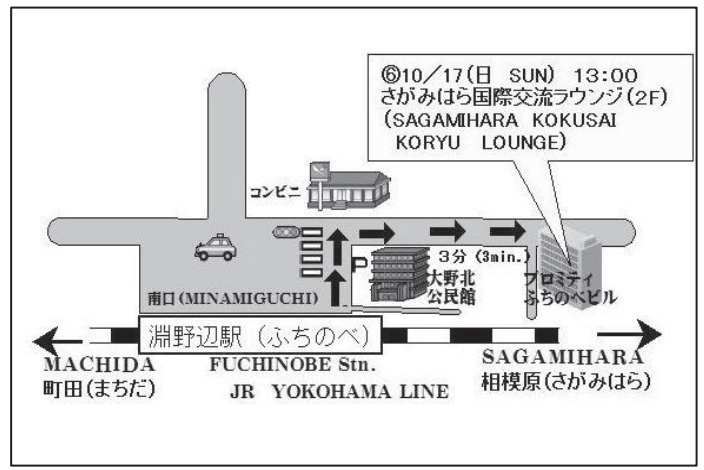 ⑥10/17(日 SUN) 13:00
さがみはら国際交流ラウンジ(2F)
(SAGAMIHARA KOKUSAI
KORYU LOUNGE)
コンビニ
P
3分 (3min.)
大野北
公民館
プロミティ
ふちのべビル
南口(MINAMIGUCHI)
淵野辺駅 (ふちのべ)
MACHIDA
町田(まちだ)
FUCHINOBE Stn.
JR YOKOHAMA LINE
SAGAMIHARA
相模原(さがみはら)